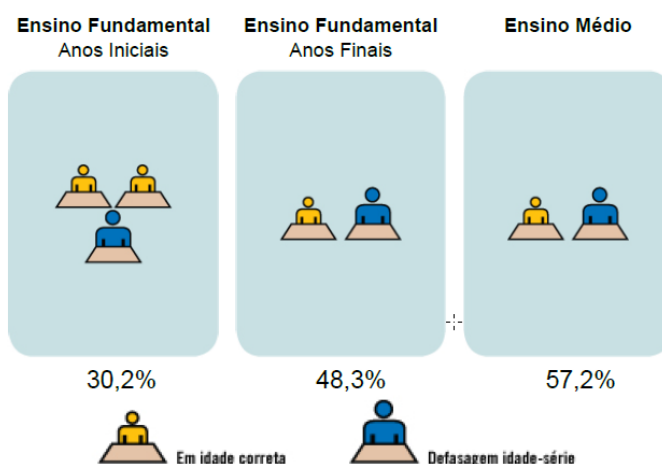 Ensino Fundamental
Anos Iniciais
Ensino Fundamental
Anos Finais
Ensino Médio
30,2%
48,3%
57,2%
Em idade correta
Defasagem idade-série